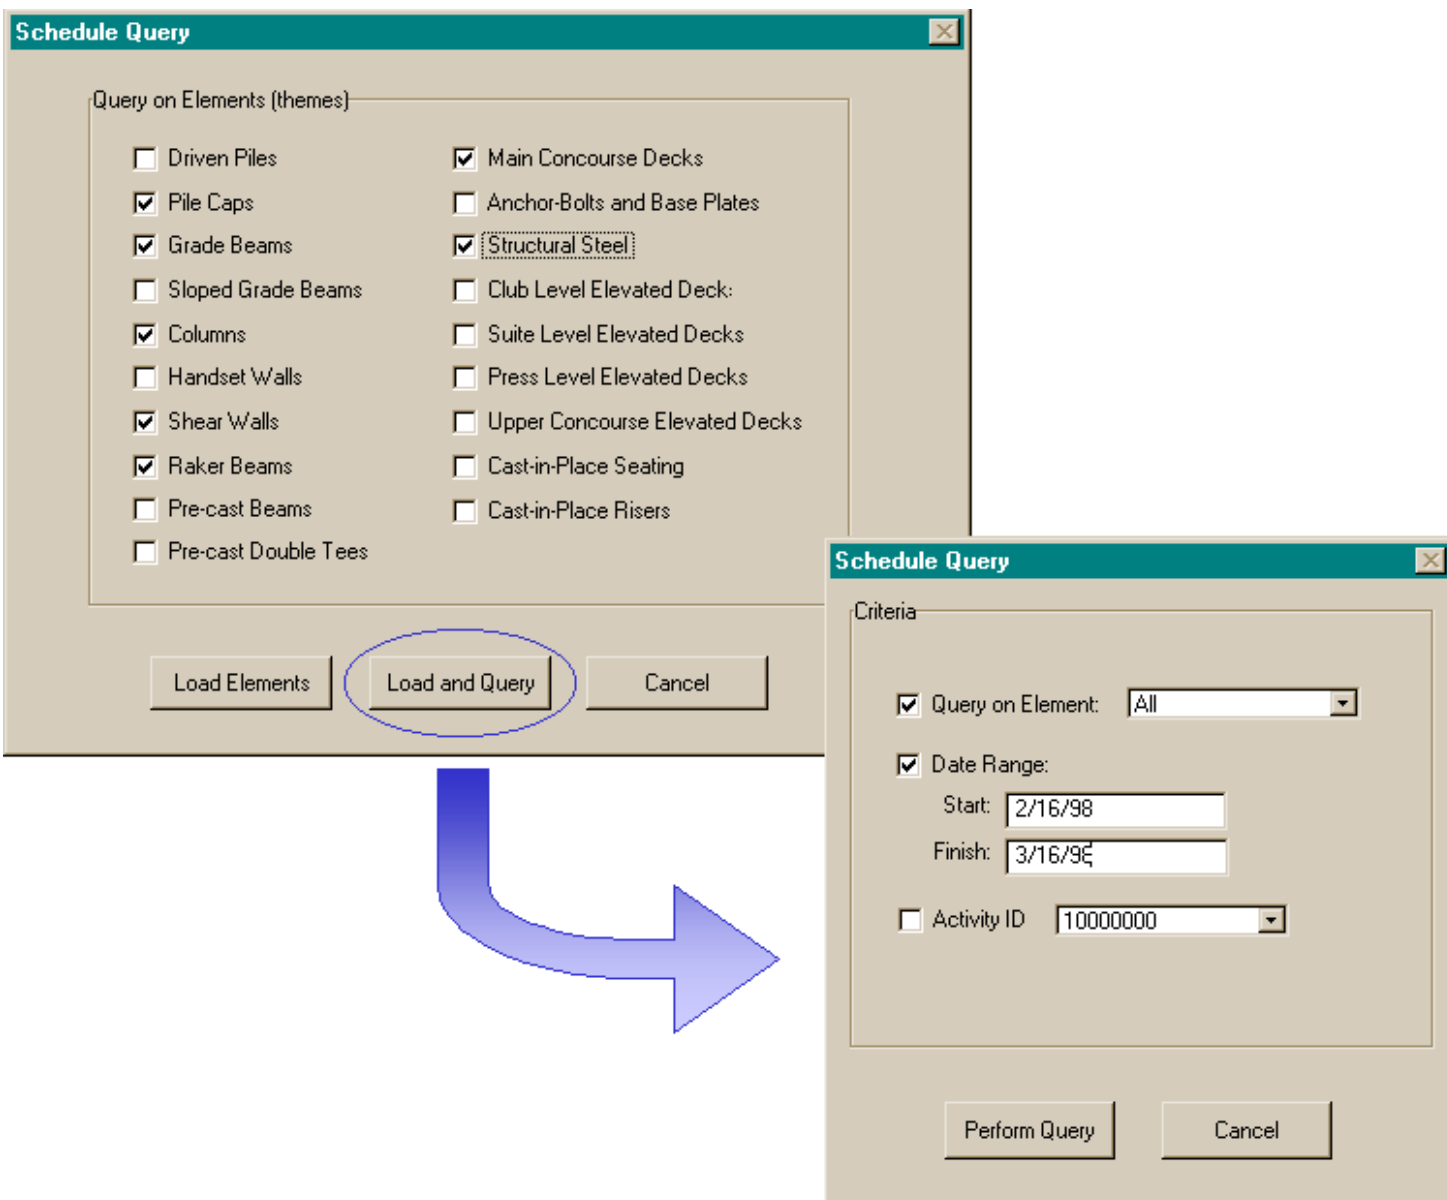 Schedule Query
Query on Elements (themes)
Driven Piles
Pile Caps
Grade Beams
Sloped Grade Beams
Columns
Handset Walls
Shear Walls
Raker Beams
Pre-cast Beams
Pre-cast Double Tees
Main Concourse Decks
Anchor-Bolts and Base Plates
Structural Steel
Club Level Elevated Deck:
Suite Level Elevated Decks
Press Level Elevated Decks
Upper Concourse Elevated Decks
Cast-in-Place Seating
Cast-in-Place Risers
Load Elements
Load and Query
Cancel
Schedule Query
Criteria
Query on Element: All
Date Range:
Start: 2/16/98
Finish:
Activity ID 10000000
Perform Query
Cancel